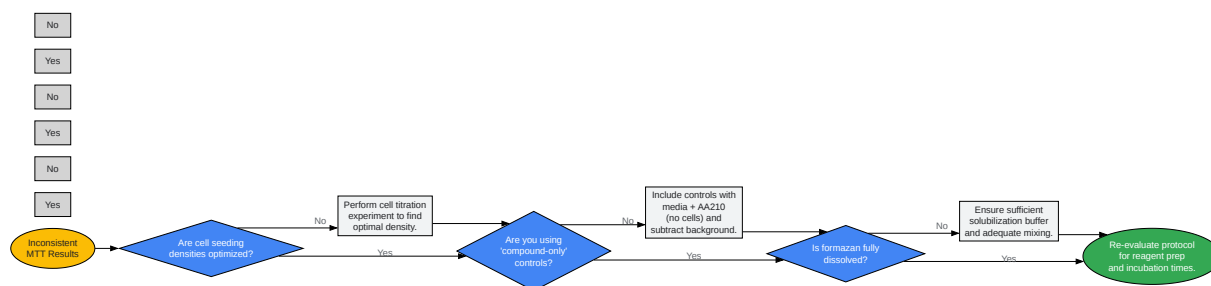 No
Yes
No
Yes
No
Yes
Inconsistent
MTT Results
Are cell seeding
densities optimized?
No
Yes
Perform cell titration
experiment to find
optimal density.
Are you using
'compound-only'
controls?
No
Yes
Include controls with
media + AA210
(no cells) and
subtract background.
Is formazan fully
dissolved?
No
Yes
Ensure sufficient
solubilization buffer
and adequate mixing.
Re-evaluate protocol
for reagent prep
and incubation times.